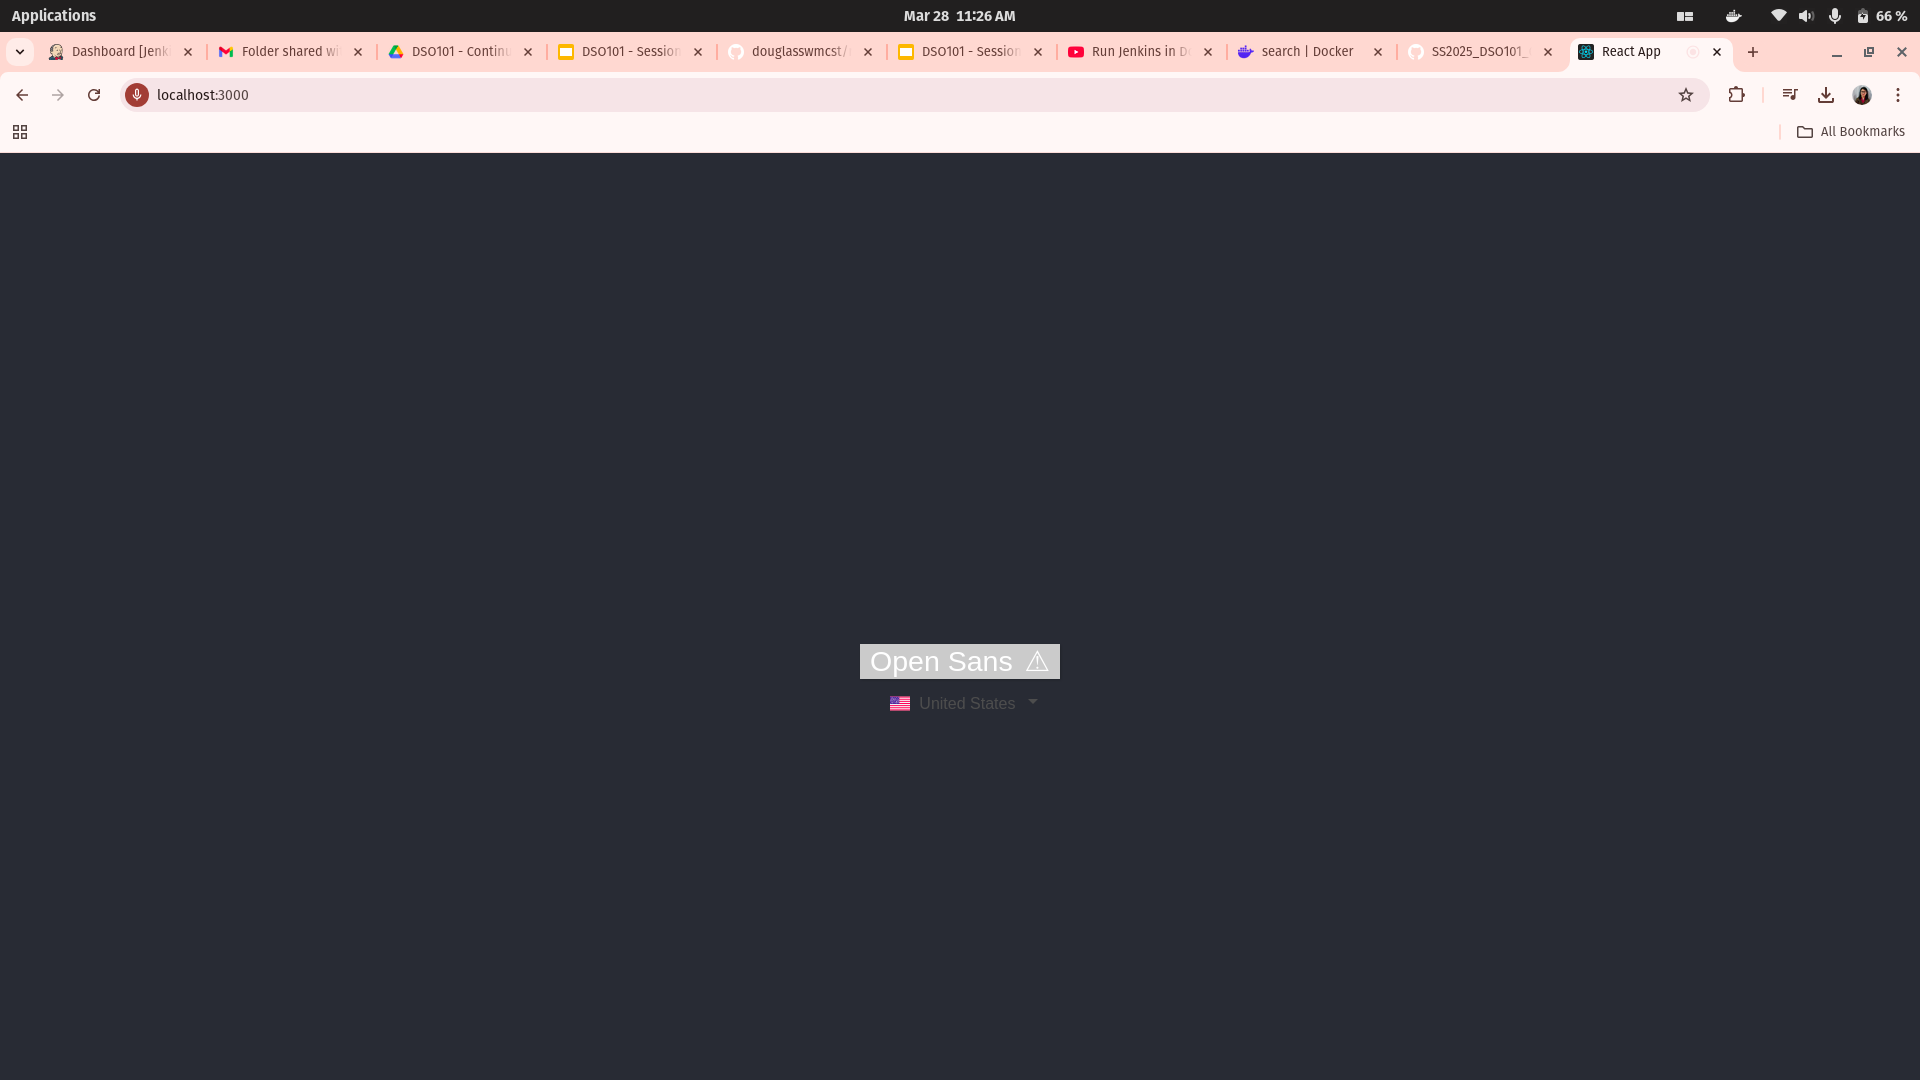 Applications
Mar 28 11:26 AM
66 %
Dashboard [Jenk
Folder shared wi
DSO101 - Continu
DSO101 - Session
douglasswmcst/
DSO101 - Session
Run Jenkins in D
search | Docker
SS2025_DSO101_
React App
localhost:3000
All Bookmarks
Open Sans ⚠
United States